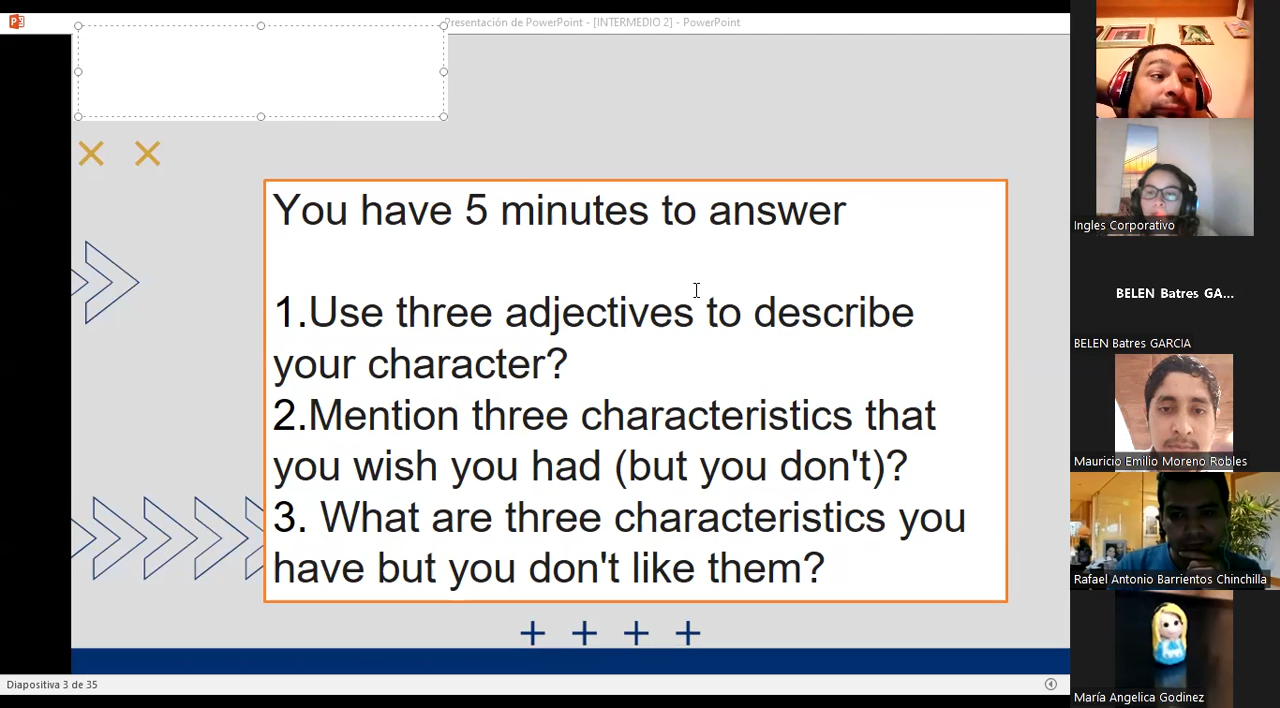 Presentación de PowerPoint - [INTERMEDIO 2] - PowerPoint
You have 5 minutes to answer
1.Use three adjectives to describe
your character?
2.Mention three characteristics that
you wish you had (but you don't)?
3. What are three characteristics you
have but you don't like them?
Diapositiva 3 de 35
Ingles Corporativo
BELEN Batres GA...
BELEN Batres GARCIA
Mauricio Emilio Moreno Robles
Rafael Antonio Barrientos Chinchilla
María Angelica Godinez